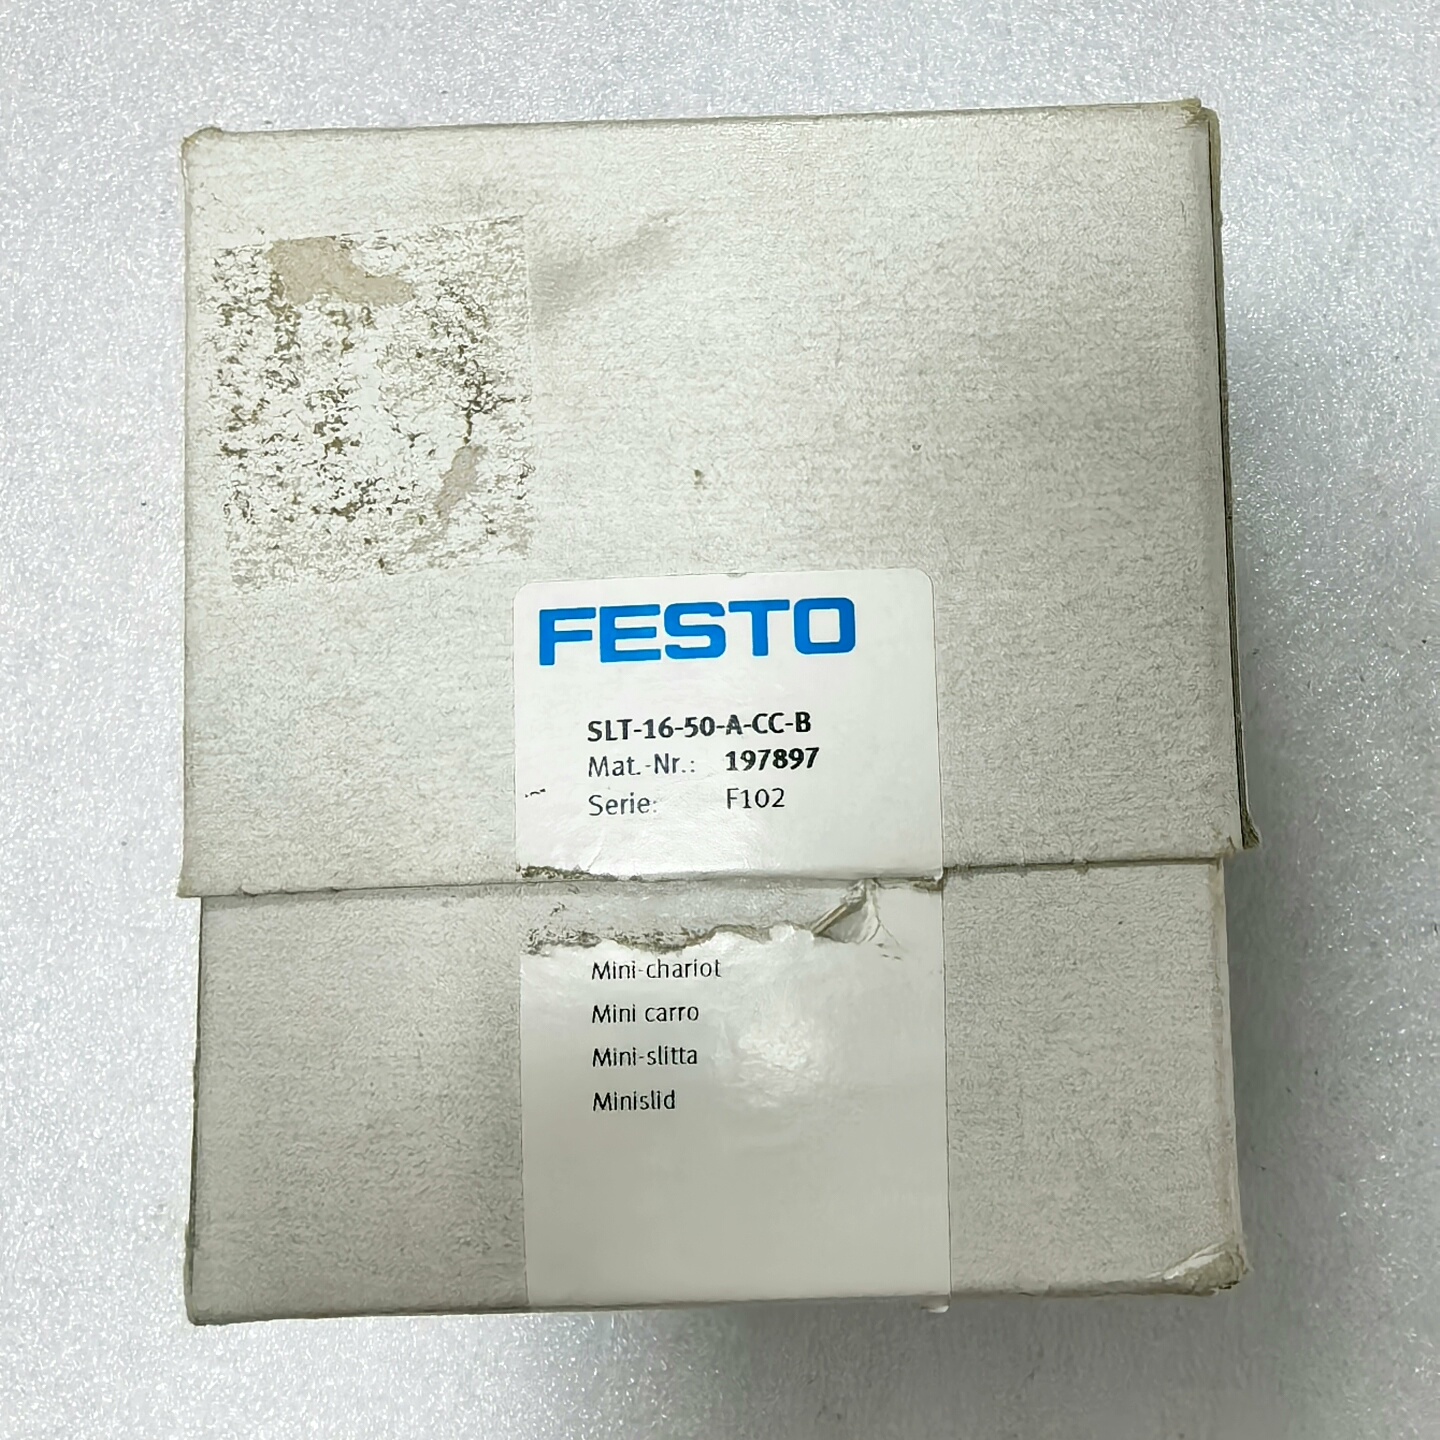 FESTO
SLT-16-50-A-CC-B
Mat.-Nr.: 197897
Serie: F102
Mini-chariot
Mini carro
Mini-slitta
Minislid